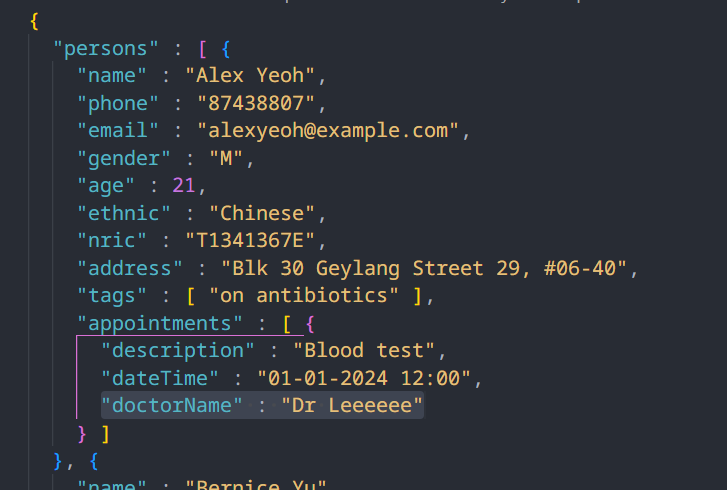 {
"persons" : [ {
"name" : "Alex Yeoh",
"phone" : "87438807",
"email" : "alexyeoh@example.com",
"gender" : "M",
"age" : 21,
"ethnic" : "Chinese",
"nric" : "T1341367E",
"address" : "Blk 30 Geylang Street 29, #06-40",
"tags" : [ "on antibiotics" ],
"appointments" : [ {
"description" : "Blood test",
"dateTime" : "01-01-2024 12:00",
"doctorName" : "Dr Leeeeee"
} ]
}, {
"name" : "Bernice Yu",